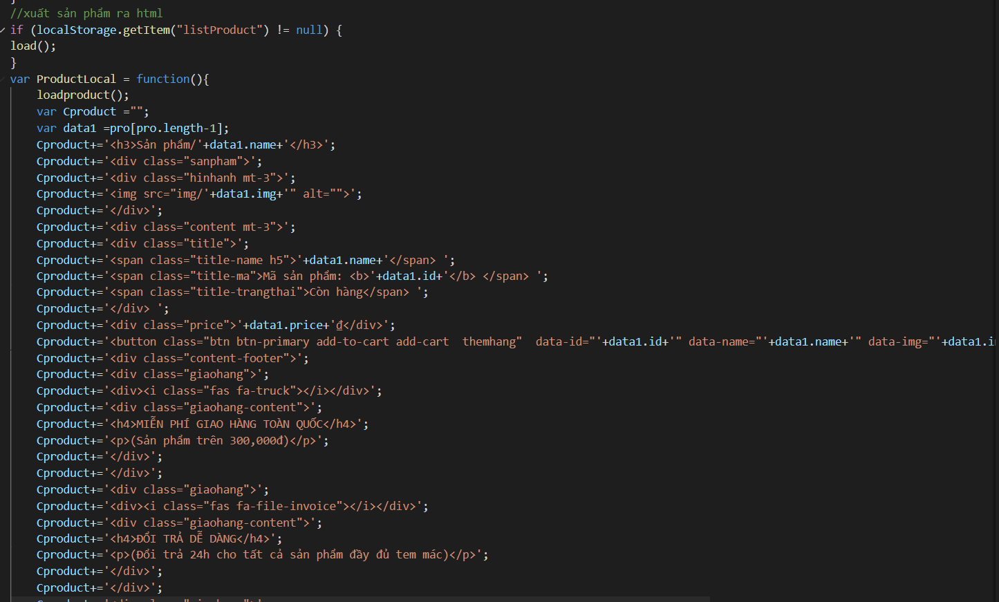 }
//xuất sản phẩm ra html
if (localStorage.getItem("listProduct") != null) {
load();
}
var ProductLocal = function(){
    loadproduct();
    var Cproduct ="";
    var data1 =pro[pro.length-1];
    Cproduct+='<h3>Sản phẩm/'+data1.name+'</h3>';
    Cproduct+='<div class="sanpham">';
    Cproduct+='<div class="hinhanh mt-3">';
    Cproduct+='<img src="img/'+data1.img+'" alt="">';
    Cproduct+='</div>';
    Cproduct+='<div class="content mt-3">';
    Cproduct+='<div class="title">';
    Cproduct+='<span class="title-name h5">'+data1.name+'</span> ';
    Cproduct+='<span class="title-ma">Mã sản phẩm: <b>'+data1.id+'</b> </span> ';
    Cproduct+='<span class="title-trangthai">Còn hàng</span> ';
    Cproduct+='</div> ';
    Cproduct+='<div class="price">'+data1.price+'₫</div>';
    Cproduct+='<button class="btn btn-primary add-to-cart add-cart  themhang"  data-id="'+data1.id+'" data-name="'+data1.name+'" data-img="'+data1.i
    Cproduct+='<div class="content-footer">';
    Cproduct+='<div class="giaohang">';
    Cproduct+='<div><i class="fas fa-truck"></i></div>';
    Cproduct+='<div class="giaohang-content">';
    Cproduct+='<h4>MIỄN PHÍ GIAO HÀNG TOÀN QUỐC</h4>';
    Cproduct+='<p>(Sản phẩm trên 300,000đ)</p>';
    Cproduct+='</div>';
    Cproduct+='</div>';
    Cproduct+='<div class="giaohang">';
    Cproduct+='<div><i class="fas fa-file-invoice"></i></div>';
    Cproduct+='<div class="giaohang-content">';
    Cproduct+='<h4>ĐỔI TRẢ DỄ DÀNG</h4>';
    Cproduct+='<p>(Đổi trả 24h cho tất cả sản phẩm đầy đủ tem mác)</p>';
    Cproduct+='</div>';
    Cproduct+='</div>';